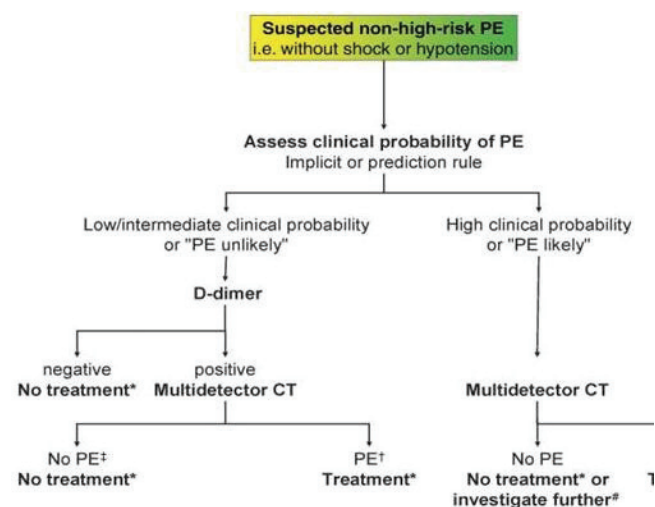 Suspected non-high-risk PE
i.e. without shock or hypotension
Assess clinical probability of PE
Implicit or prediction rule
Low/intermediate clinical probability
or "PE unlikely"
High clinical probability
or "PE likely"
D-dimer
negative
No treatment*
positive
Multidetector CT
Multidetector CT
No PE‡
No treatment*
PE†
Treatment*
No PE
No treatment* or
investigate further#
T